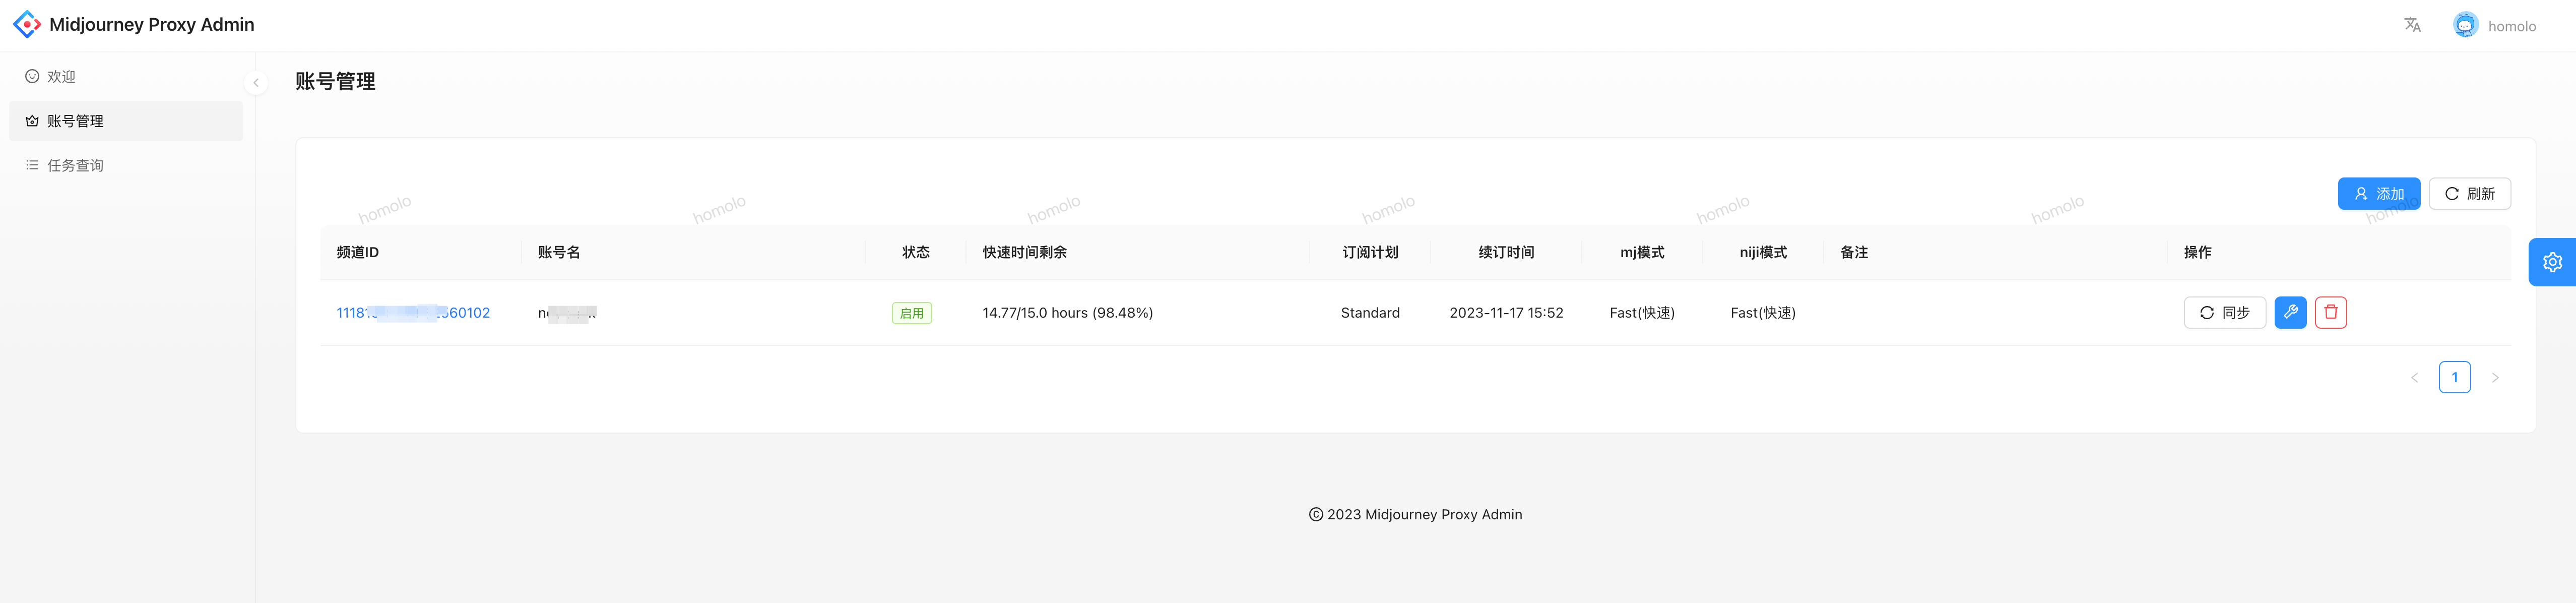 Midjourney Proxy Admin
homolo
欢迎
账号管理
任务查询
账号管理
添加 刷新
homolo homolo homolo homolo homolo homolo homolo
频道ID 账号名 状态 快速时间剩余 订阅计划 续订时间 mj模式 niji模式 备注 操作
启用 14.77/15.0 hours (98.48%) Standard 2023-11-17 15:52 Fast(快速) Fast(快速) 同步
1
© 2023 Midjourney Proxy Admin